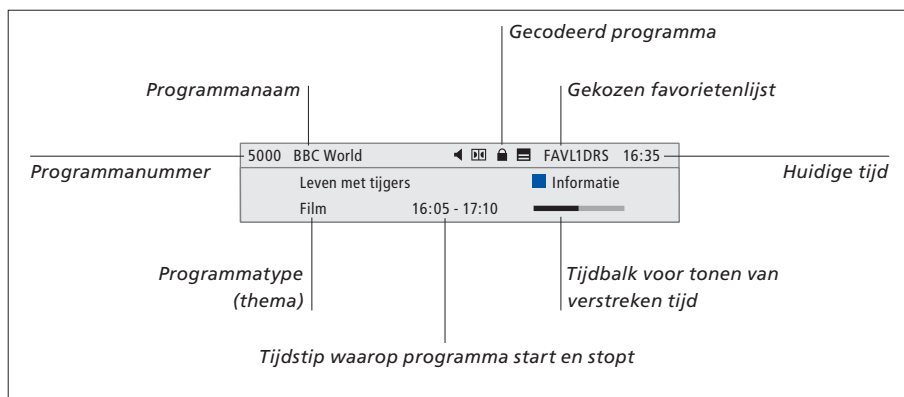 Gecodeerd programma
Programmanaam
Gekozen favorietenlijst
5000 BBC World FAVL1DRS 16:35
Programmanummer
Huidige tijd
Leven met tijgers Informatie
Film 16:05 - 17:10
Programmatype
(thema)
Tijdbalk voor tonen van
verstreken tijd
Tijdstip waarop programma start en stopt